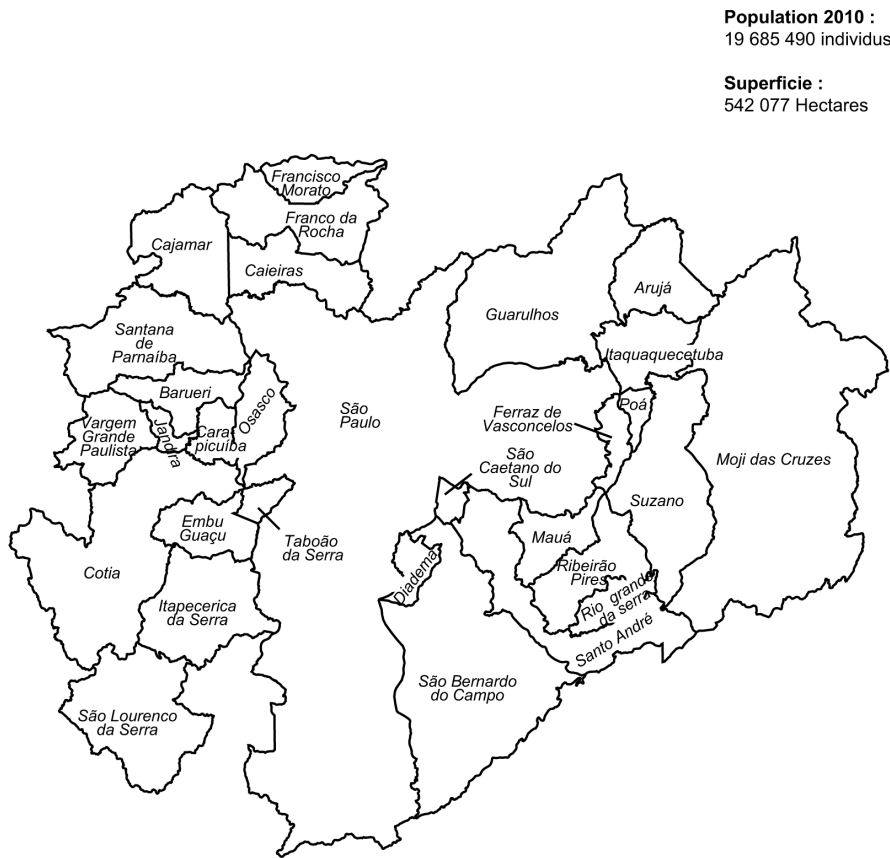 Population 2010 :
19 685 490 individus
Superficie :
542 077 Hectares
Francisco
Morato
Franco da
Rocha
Cajamar
Caieiras
Arujá
Guarulhos
Santana
de
Parnaíba
Itaquaquecetuba
Barueri
Osasco
São
Paulo
Poá
Ferraz de
Vasconcelos
Vargem
Grande
Paulista
Jandira
Cara-
picuíba
São
Caetano do
Sul
Moji das Cruzes
Suzano
Embu
Guaçu
Taboão
da Serra
Mauá
Diadema
Ribeirão
Pires
Cotia
Rio grande
da serra
Itapecerica
da Serra
Santo André
São Bernardo
do Campo
São Lourenco
da Serra